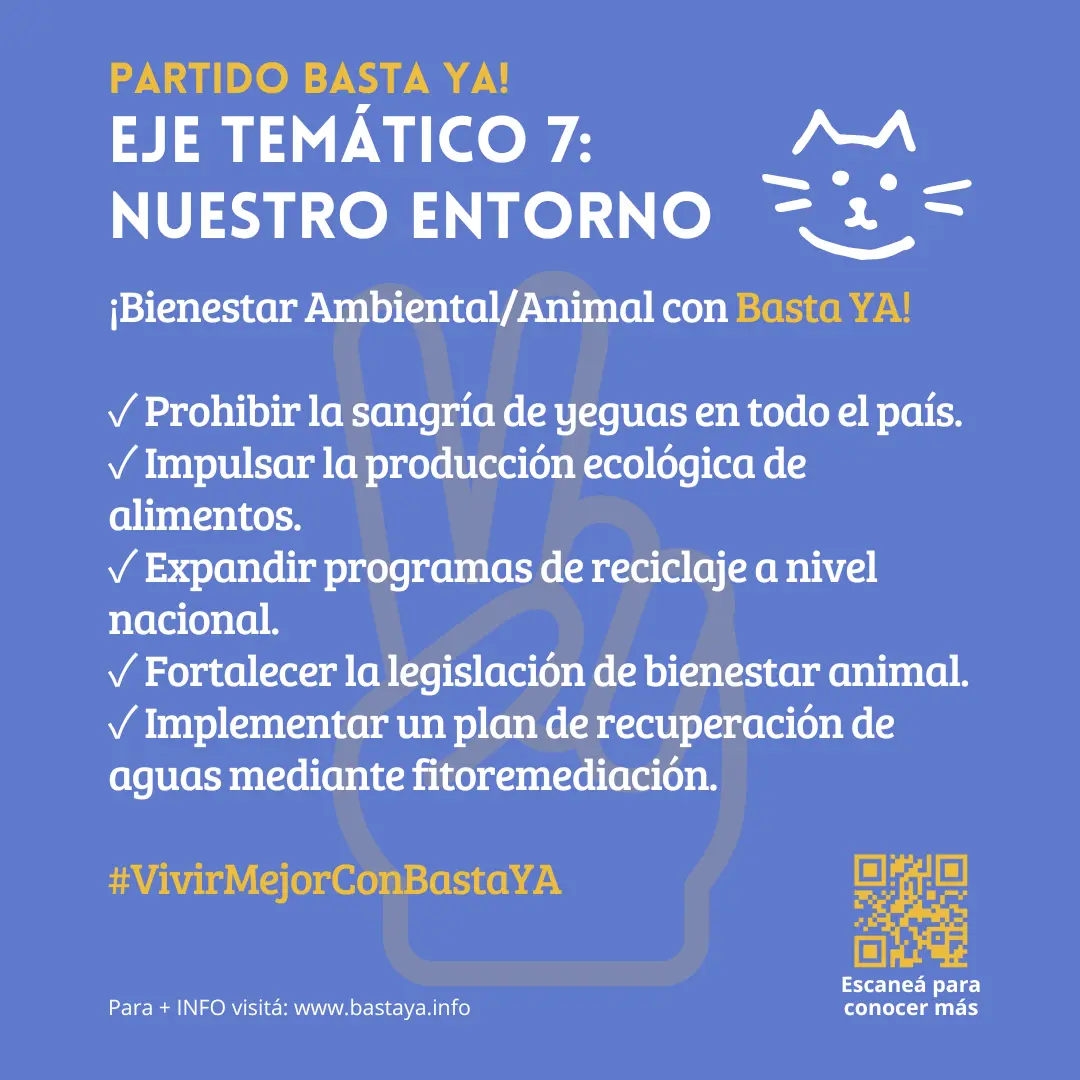 PARTIDO BASTA YA!
EJE TEMÁTICO 7:
NUESTRO ENTORNO
¡Bienestar Ambiental/Animal con Basta YA!
✓ Prohibir la sangría de yeguas en todo el país.
✓ Impulsar la producción ecológica de
alimentos.
✓ Expandir programas de reciclaje a nivel
nacional.
✓ Fortalecer la legislación de bienestar animal.
✓ Implementar un plan de recuperación de
aguas mediante fitoremediación.
#VivirMejorConBastaYA
Escaneá para
conocer más
Para + INFO visitá: www.bastaya.info